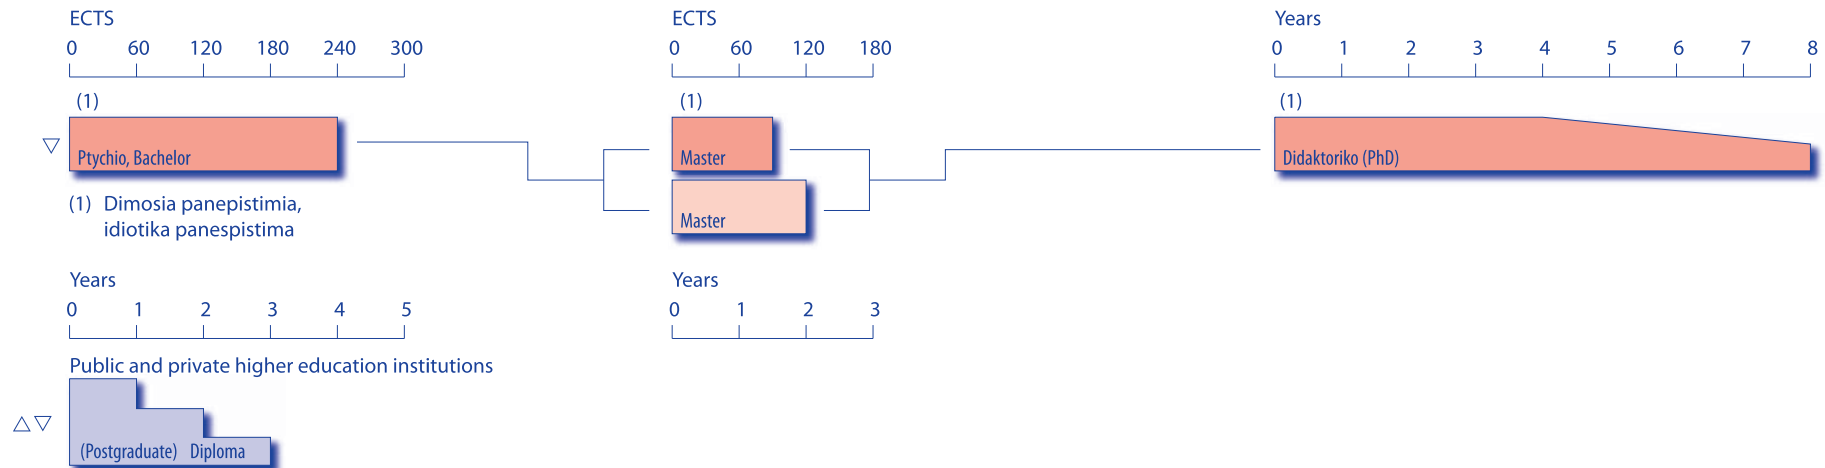 ECTS ECTS Years
0 60 120 180 240 300 0 60 120 180 0 1 2 3 4 5 6 7 8
(1) (1) (1)
Ptychio, Bachelor Master Didaktoriko (PhD)
(1) Dimosia panepistimia,
idiotika panespistima
Master
Years Years
0 1 2 3 4 5 0 1 2 3
Public and private higher education institutions
(Postgraduate) Diploma